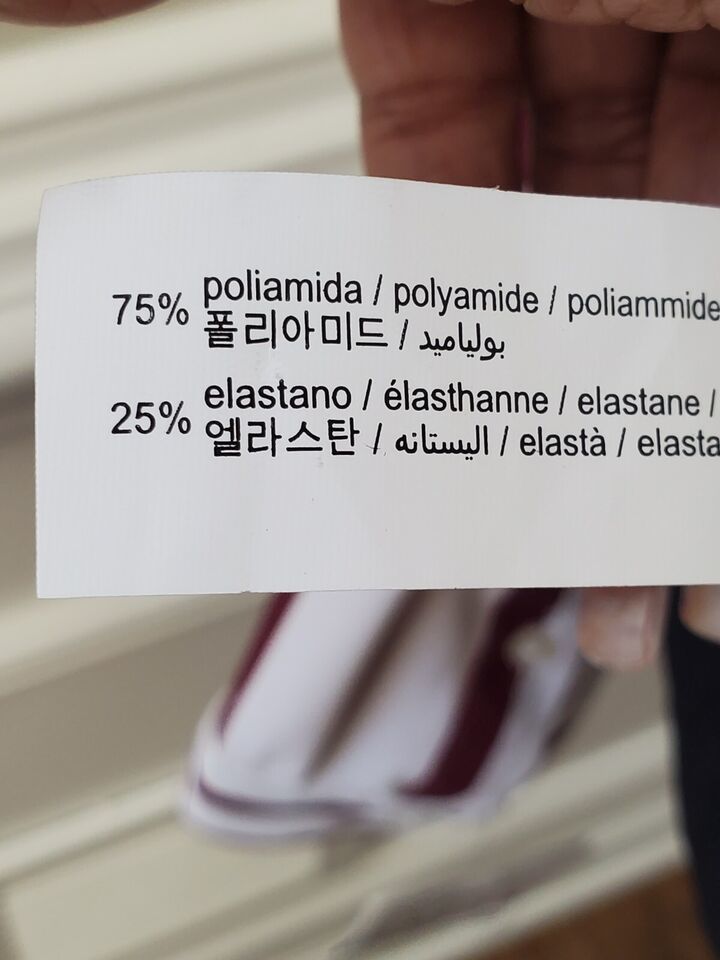 75% poliamida / polyamide / poliammide
폴리아미드 / بولياميد
25% elastano / élasthanne / elastane /
엘라스탄 / اليستانه / elastà / elasta